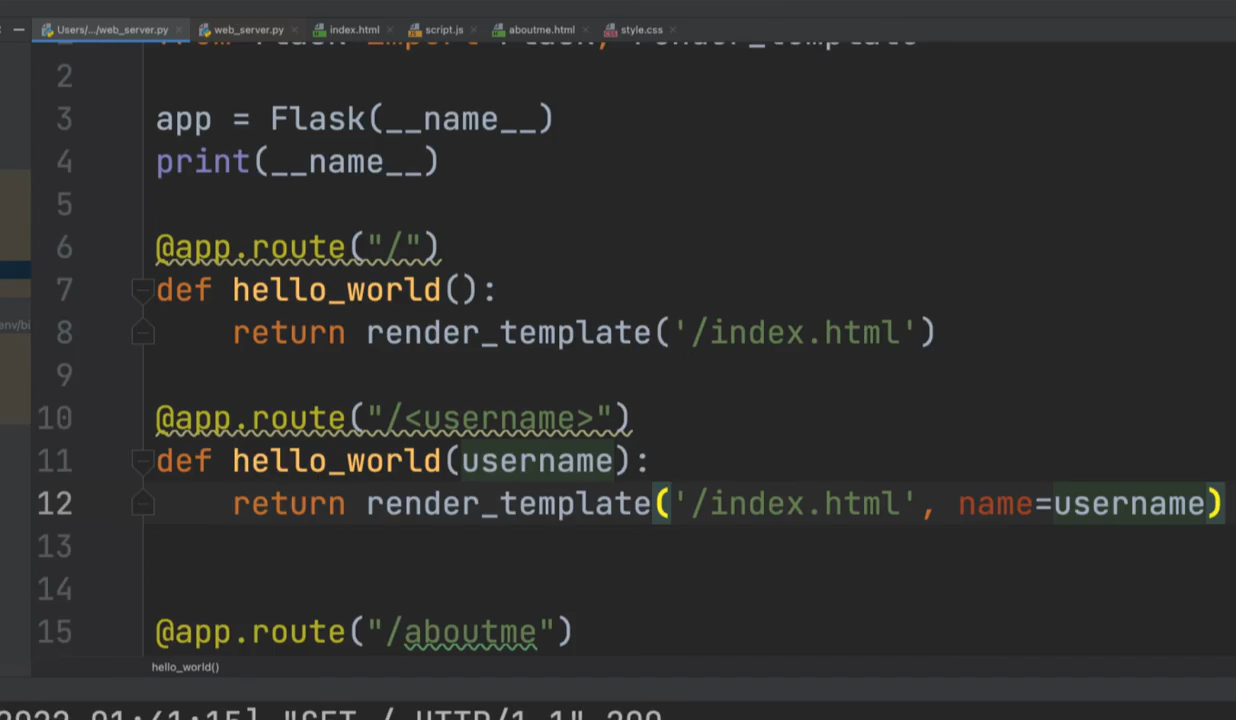 Users/.../web_server.py
web_server.py
index.html
script.js
aboutme.html
style.css
2
3 app = Flask(__name__)
4 print(__name__)
5
6 @app.route("/")
7 def hello_world():
8 return render_template('/index.html')
env/bi
9
10 @app.route("/<username>")
11 def hello_world(username):
12 return render_template('/index.html', name=username)
13
14
15 @app.route("/aboutme")
hello_world()